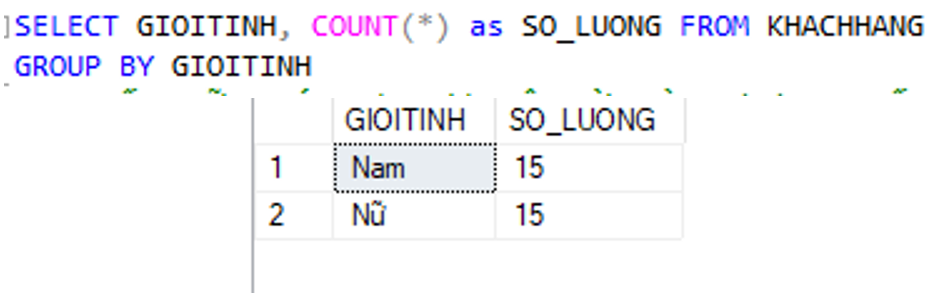 SELECT GIOITINH, COUNT(*) as SO_LUONG FROM KHACHHANG
GROUP BY GIOITINH
GIOITINH SO_LUONG
1 Nam 15
2 Nữ 15